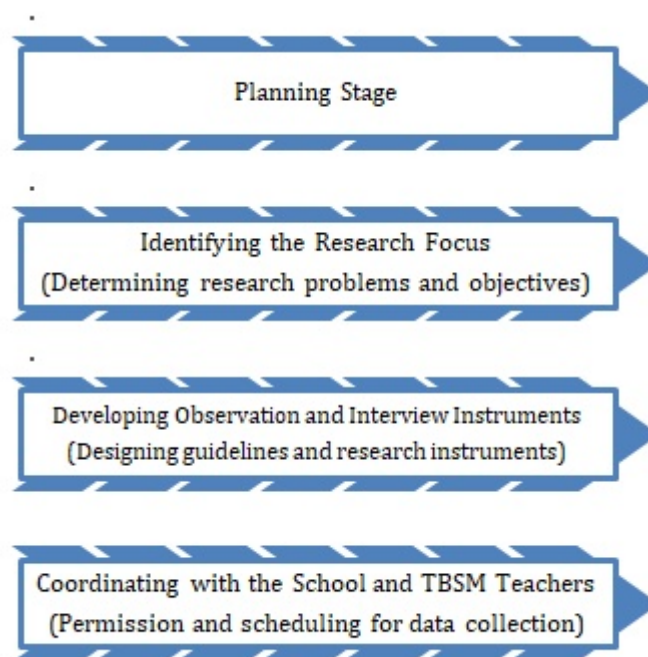 Planning Stage
Identifying the Research Focus
(Determining research problems and objectives)
Developing Observation and Interview Instruments
(Designing guidelines and research instruments)
Coordinating with the School and TBSM Teachers
(Permission and scheduling for data collection)